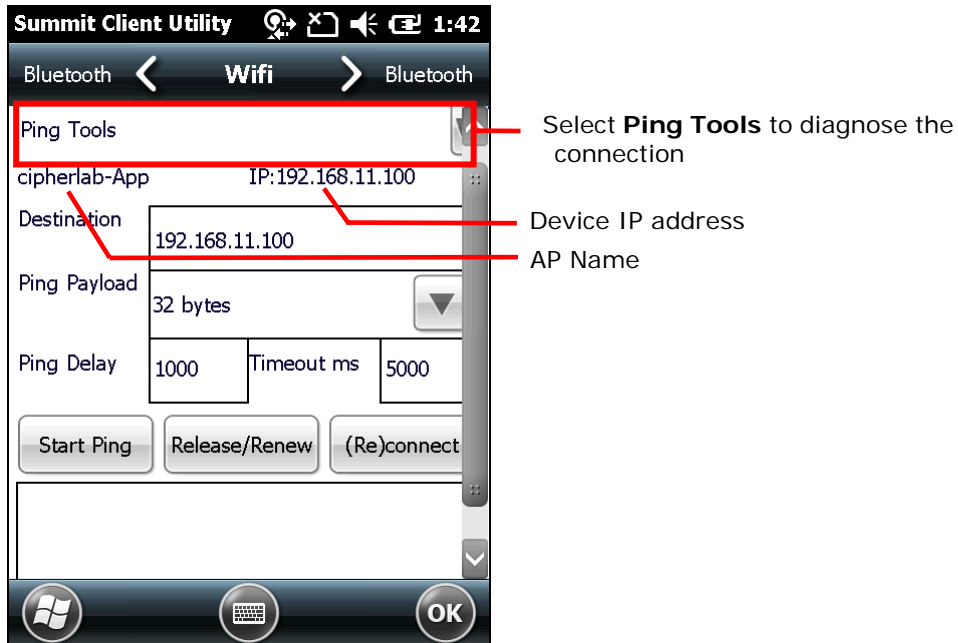 Summit Client Utility 1:42
Bluetooth Wifi Bluetooth
Ping Tools
Select Ping Tools to diagnose the
connection
cipherlab-App IP:192.168.11.100
Device IP address
AP Name
Destination 192.168.11.100
Ping Payload 32 bytes
Ping Delay 1000 Timeout ms 5000
Start Ping Release/Renew (Re)connect
OK